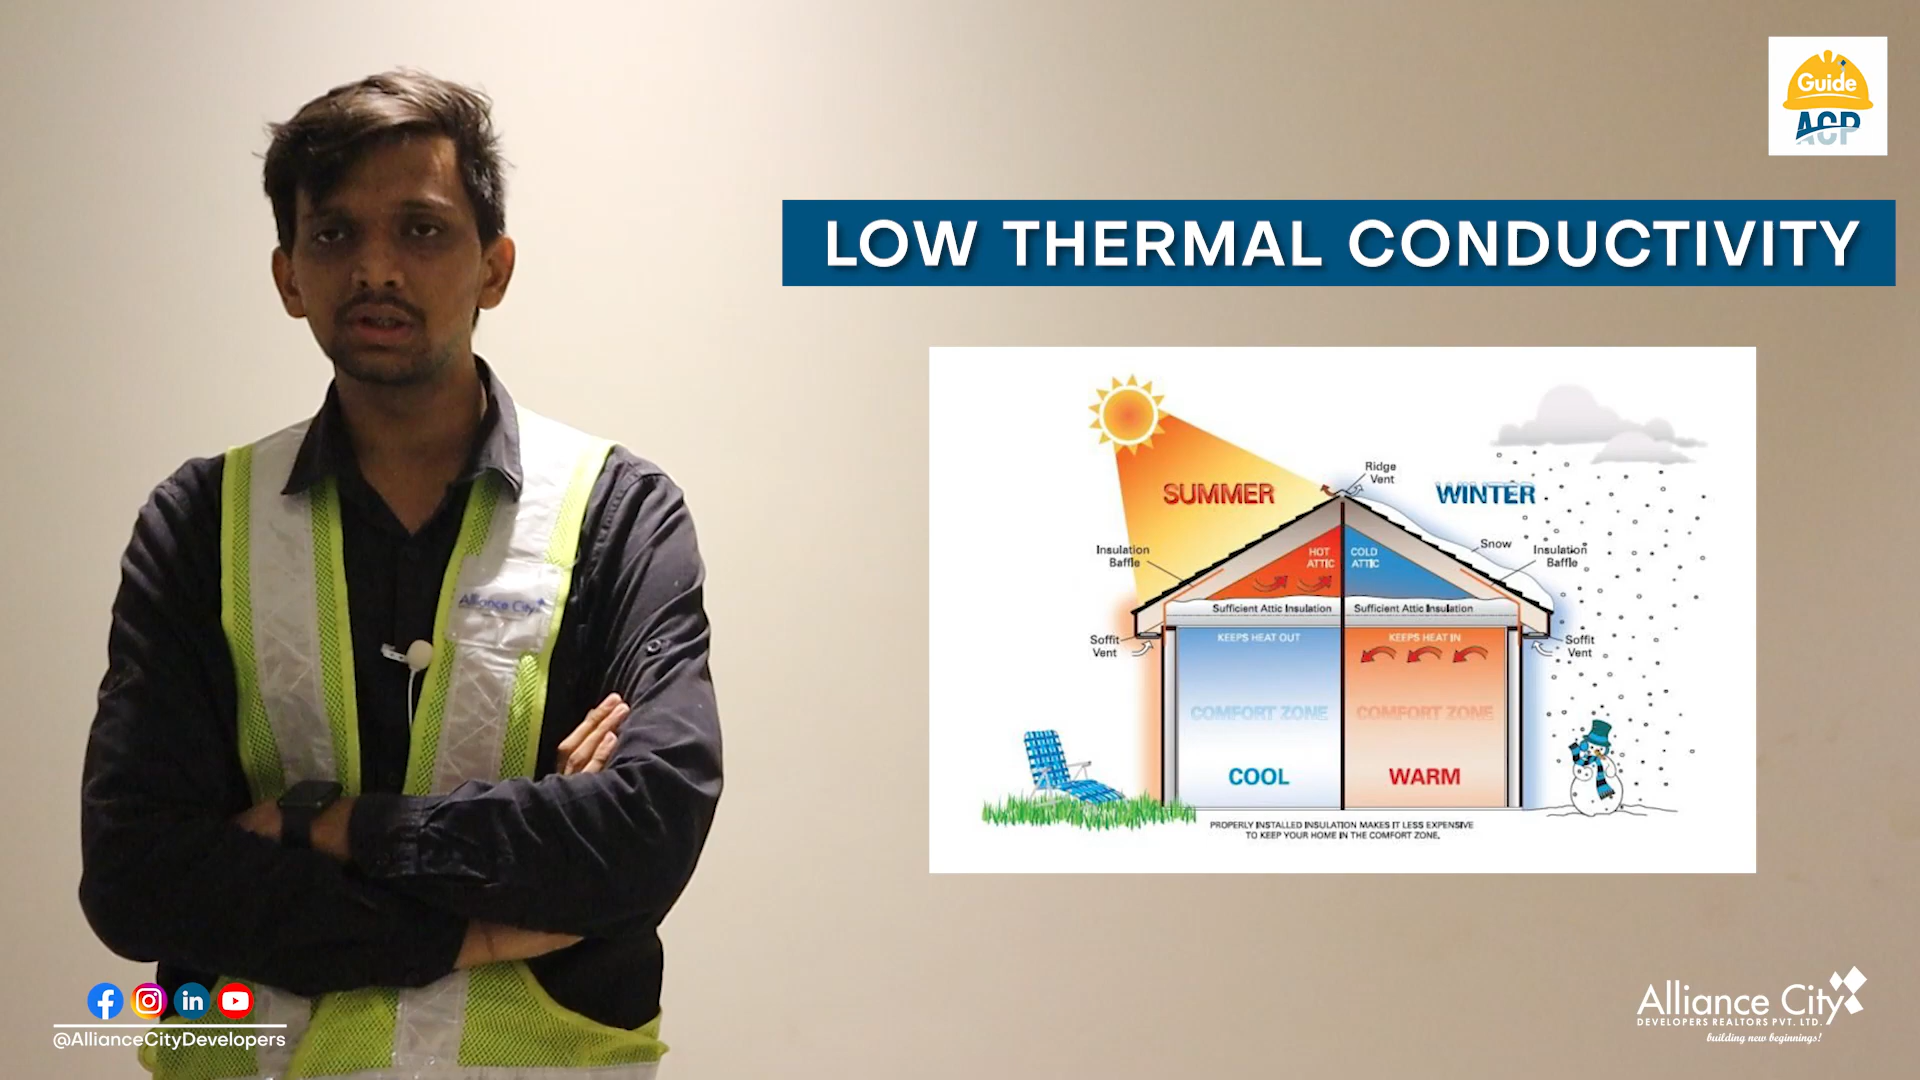 Guide
ACP
LOW THERMAL CONDUCTIVITY
Ridge
Vent
SUMMER
WINTER
Snow
Insulation
Baffle
Insulation
Baffle
HOT
ATTIC
COLD
ATTIC
Sufficient Attic Insulation
Sufficient Attic Insulation
Soffit
Vent
KEEPS HEAT OUT
KEEPS HEAT IN
Soffit
Vent
COMFORT ZONE
COMFORT ZONE
COOL
WARM
PROPERLY INSTALLED INSULATION MAKES IT LESS EXPENSIVE
TO KEEP YOUR HOME IN THE COMFORT ZONE.
Alliance City
in
@AllianceCityDevelopers
Alliance City
DEVELOPERS REALTORS PVT. LTD.
building new beginnings!